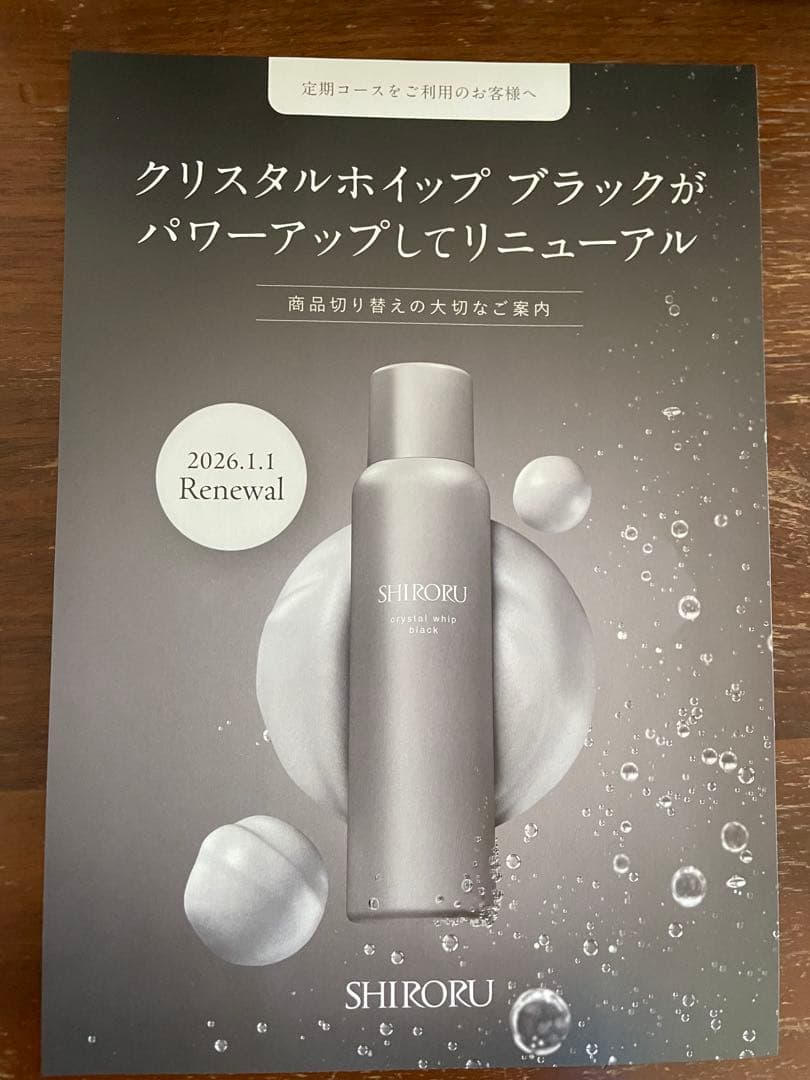 定期コースをご利用のお客様へ
クリスタルホイップ ブラックが
パワーアップしてリニューアル
商品切り替えの大切なご案内
2026.1.1
Renewal
SHIRORU
crystal whip
black
SHIRORU